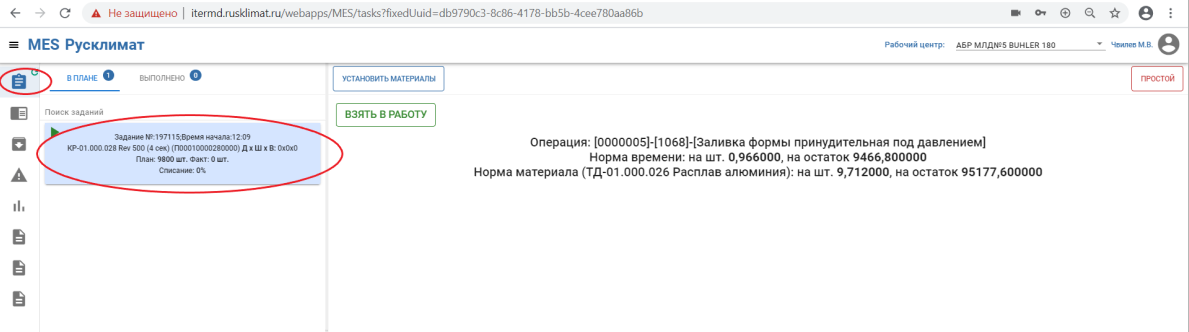 Не защищено | itermd.rusklimat.ru/webapps/MES/tasks?fixedUuid=db9790c3-8c86-4178-bb5b-4cee780aa86b
MES Русклимат
Рабочий центр: АБР МЛДNº5 BUHLER 180 Чвилев М.В.
В ПЛАНЕ 1 ВЫПОЛНЕНО 0
УСТАНОВИТЬ МАТЕРИАЛЫ
ПРОСТОЙ
Поиск заданий
Задание №:197115;Время начала:12:09
КР-01.000.028 Rev 500 (4 сек) (П00010000280000) Д х Ш х В: 0x0x0
План: 9800 шт. Факт: 0 шт.
Списание: 0%
ВЗЯТЬ В РАБОТУ
Операция: [0000005]-[1068]-[Заливка формы принудительная под давлением]
Норма времени: на шт. 0,966000, на остаток 9466,800000
Норма материала (ТД-01.000.026 Расплав алюминия): на шт. 9,712000, на остаток 95177,600000